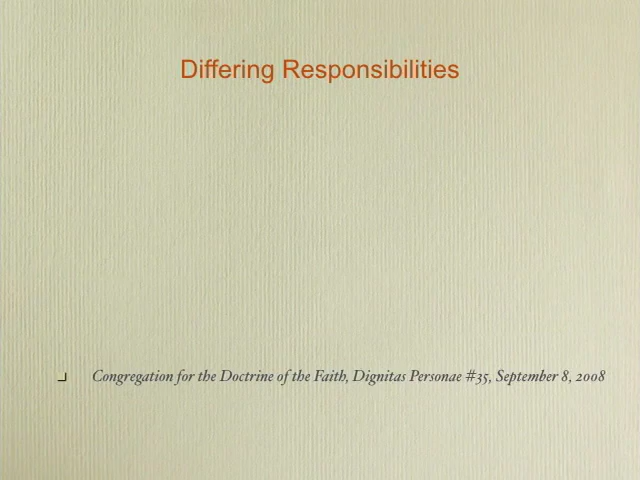 Differing Responsibilities
Congregation for the Doctrine of the Faith, Dignitas Personae #35, September 8, 2008